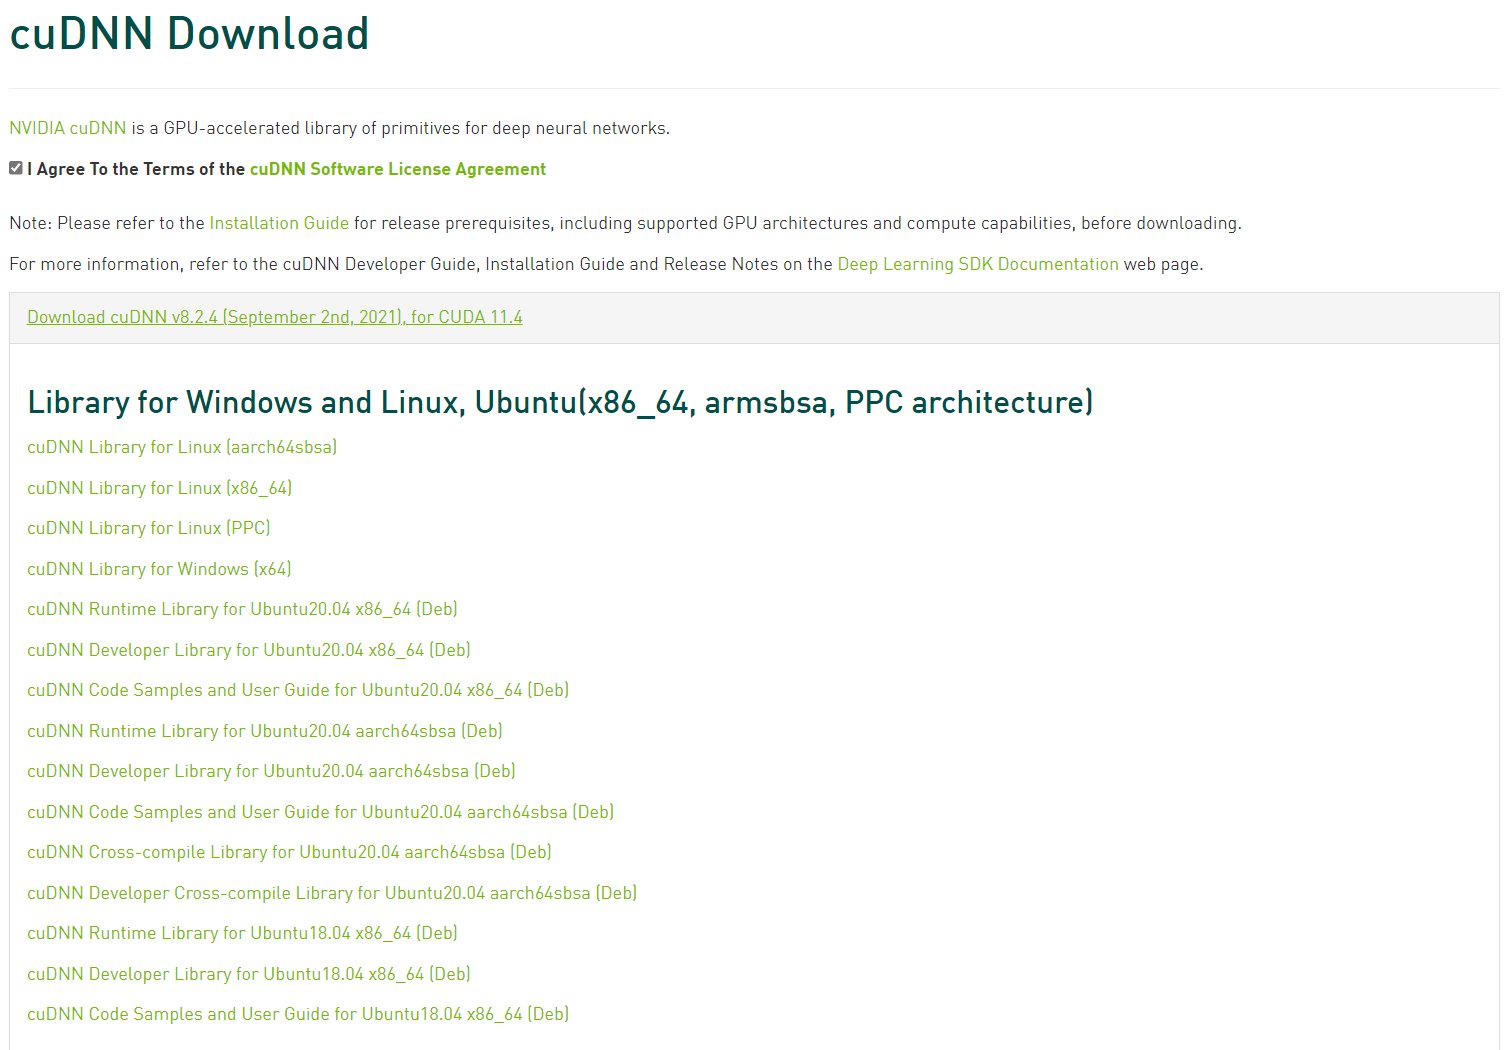 cuDNN Download
NVIDIA cuDNN is a GPU-accelerated library of primitives for deep neural networks.
I Agree To the Terms of the cuDNN Software License Agreement
Note: Please refer to the Installation Guide for release prerequisites, including supported GPU architectures and compute capabilities, before downloading.
For more information, refer to the cuDNN Developer Guide, Installation Guide and Release Notes on the Deep Learning SDK Documentation web page.
Download cuDNN v8.2.4 (September 2nd, 2021), for CUDA 11.4
Library for Windows and Linux, Ubuntu(x86_64, armsbsa, PPC architecture)
cuDNN Library for Linux (aarch64sbsa)
cuDNN Library for Linux (x86_64)
cuDNN Library for Linux (PPC)
cuDNN Library for Windows (x64)
cuDNN Runtime Library for Ubuntu20.04 x86_64 (Deb)
cuDNN Developer Library for Ubuntu20.04 x86_64 (Deb)
cuDNN Code Samples and User Guide for Ubuntu20.04 x86_64 (Deb)
cuDNN Runtime Library for Ubuntu20.04 aarch64sbsa (Deb)
cuDNN Developer Library for Ubuntu20.04 aarch64sbsa (Deb)
cuDNN Code Samples and User Guide for Ubuntu20.04 aarch64sbsa (Deb)
cuDNN Cross-compile Library for Ubuntu20.04 aarch64sbsa (Deb)
cuDNN Developer Cross-compile Library for Ubuntu20.04 aarch64sbsa (Deb)
cuDNN Runtime Library for Ubuntu18.04 x86_64 (Deb)
cuDNN Developer Library for Ubuntu18.04 x86_64 (Deb)
cuDNN Code Samples and User Guide for Ubuntu18.04 x86_64 (Deb)